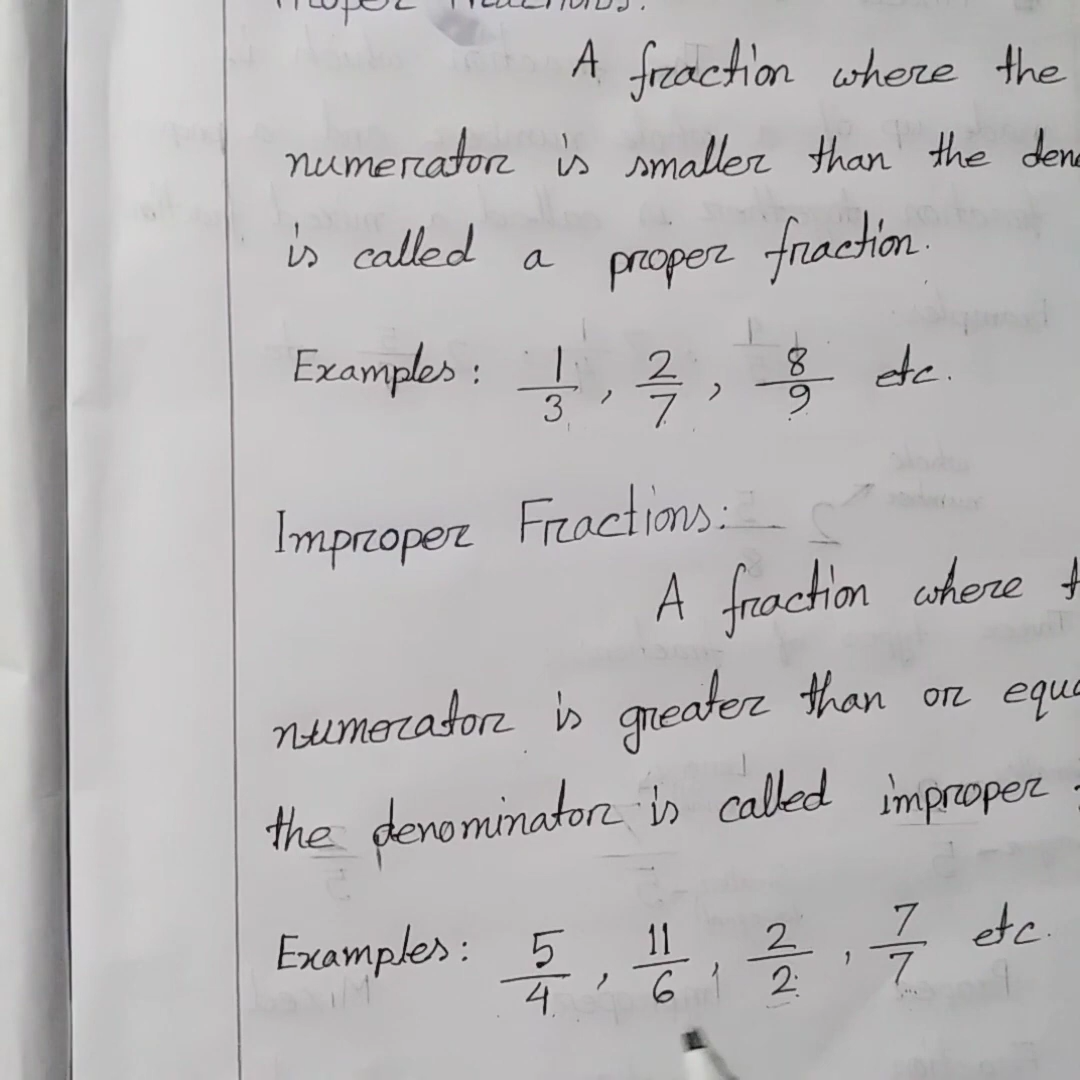 A fraction where the
numerator is smaller than the
is called a proper fraction.
Examples: 1/3, 2/7, 8/9 etc.
Improper Fractions:
A fraction where
numerator is greater than or
the denominator is called improper
Examples: 5/4, 11/6, 2/2, 7/7 etc.